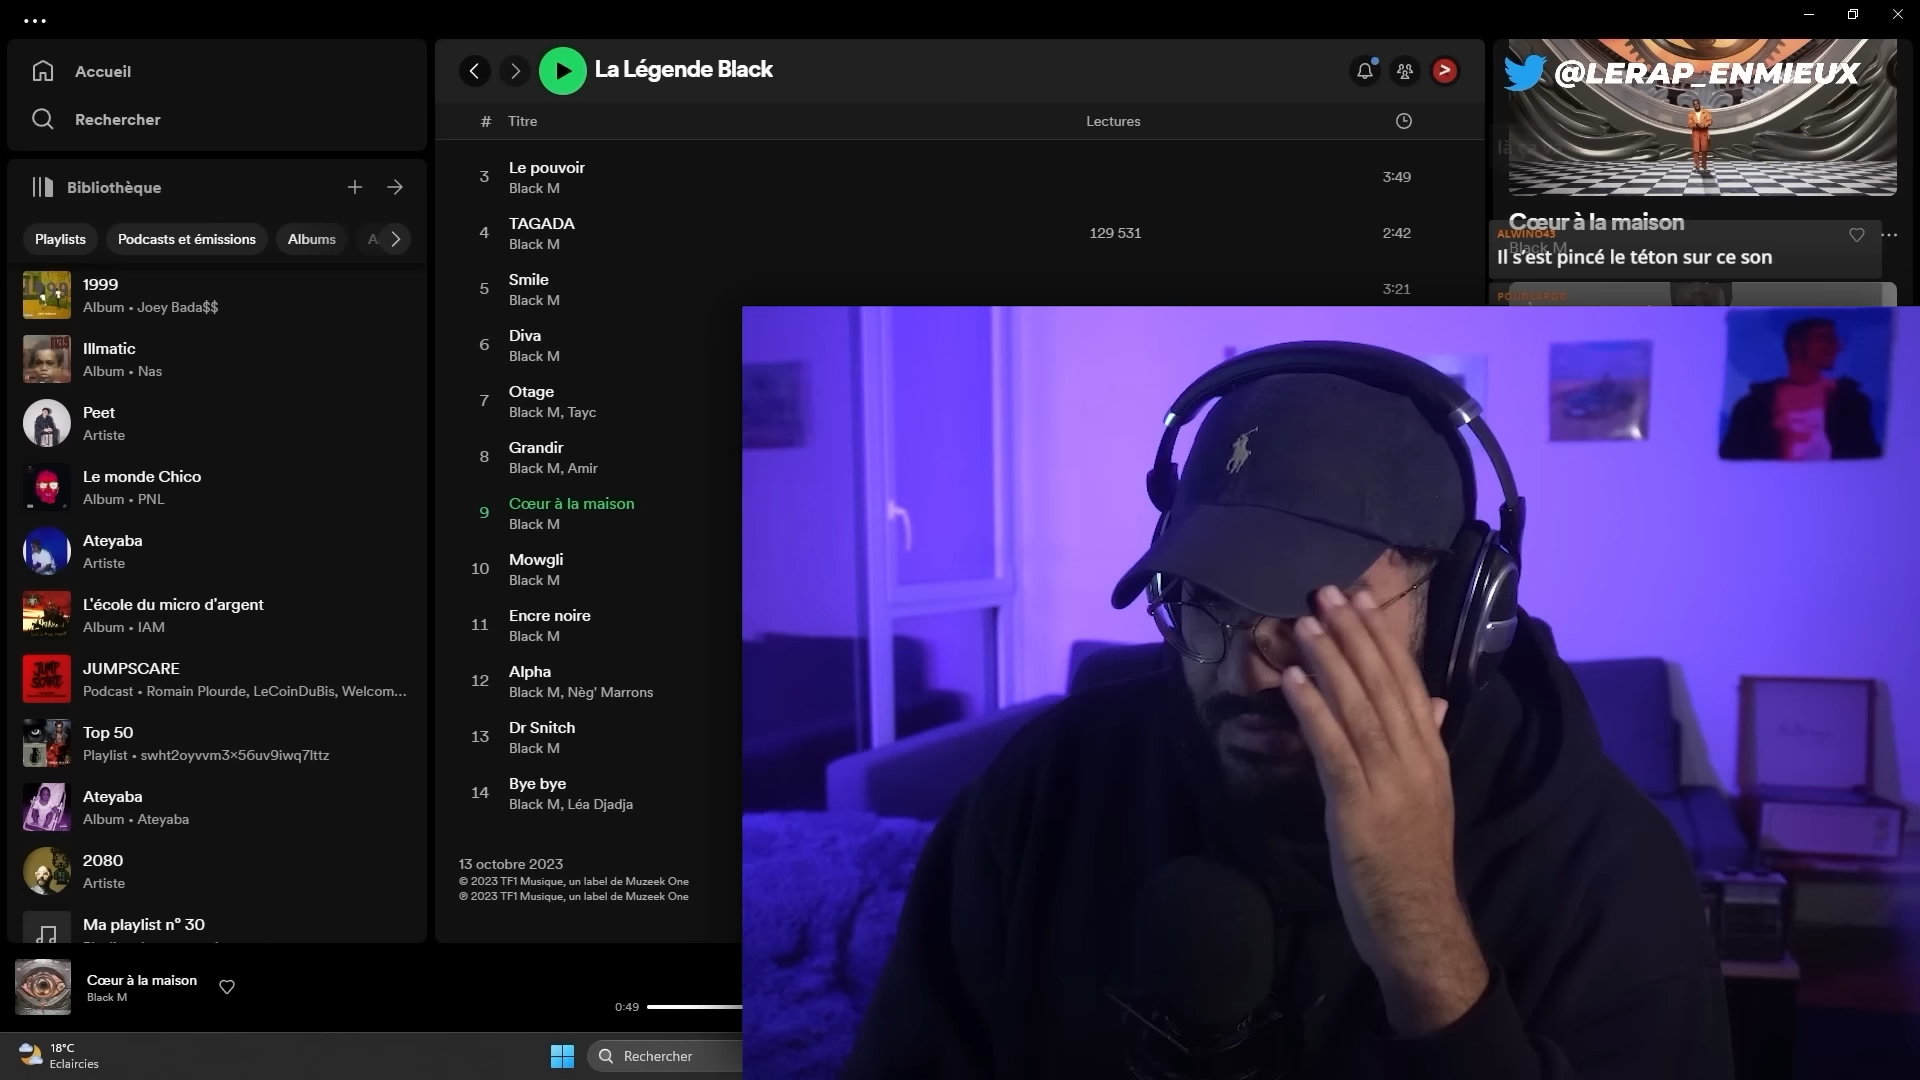 Accueil
Rechercher
Bibliothèque
Playlists
Podcasts et émissions
Albums
1999
Album • Joey Bada$$
Illmatic
Album • Nas
Peet
Artiste
Le monde Chico
Album • PNL
Ateyaba
Artiste
L'école du micro d'argent
Album • IAM
JUMPSCARE
Podcast • Romain Plourde, LeCoinDuBis, Welcom...
Top 50
Playlist • swht2oyvvm3x56uv9iwq7lttz
Ateyaba
Album • Ateyaba
2080
Artiste
Ma playlist n° 30
La Légende Black
# Titre Lectures
3 Le pouvoir 3:49
Black M
4 TAGADA 129 531 2:42
Black M
5 Smile 3:21
Black M
6 Diva
Black M
7 Otage
Black M, Tayc
8 Grandir
Black M, Amir
9 Cœur à la maison
Black M
10 Mowgli
Black M
11 Encre noire
Black M
12 Alpha
Black M, Nèg' Marrons
13 Dr Snitch
Black M
14 Bye bye
Black M, Léa Djadja
13 octobre 2023
© 2023 TF1 Musique, un label de Muzeek One
℗ 2023 TF1 Musique, un label de Muzeek One
@LERAP_ENMIEUX
Cœur à la maison
Black M
ALWINO43
Il s'est pincé le téton sur ce son
Cœur à la maison
Black M
0:49
18°C
Eclaircies
Rechercher